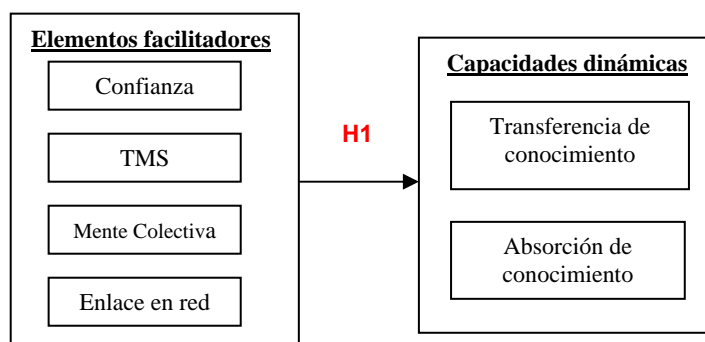 Elementos facilitadores
Confianza
TMS
Mente Colectiva
Enlace en red
H1
Capacidades dinámicas
Transferencia de
conocimiento
Absorción de
conocimiento